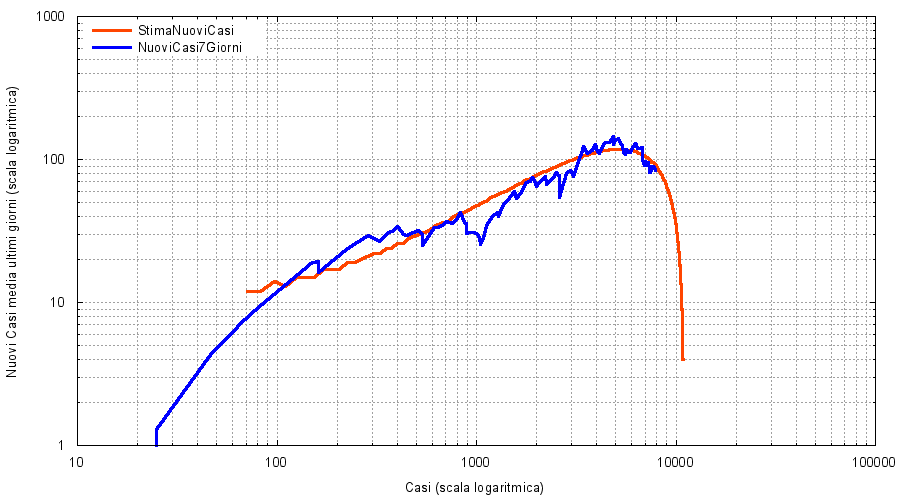 1000
StimaNuoviCasi
NuoviCasi7Giorni
100
10
1
10
100
1000
10000
100000
Nuovi Casi media ultimi giorni (scala logaritmica)
Casi (scala logaritmica)